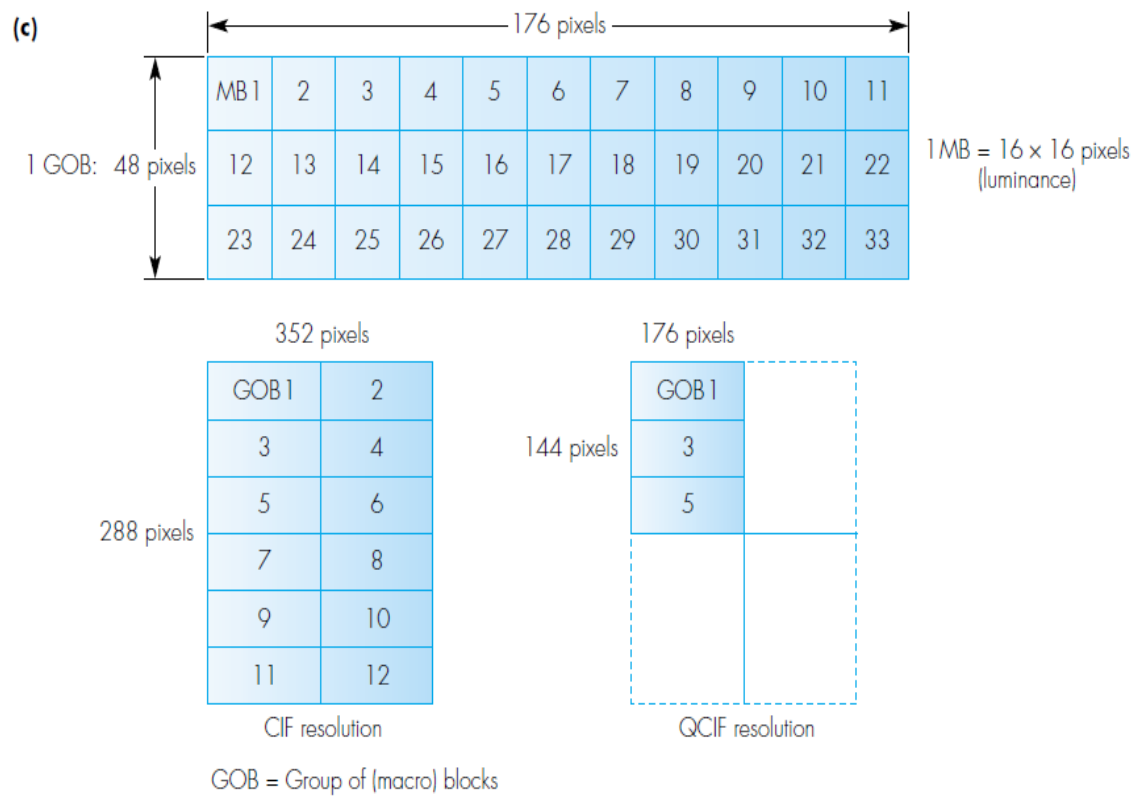 (c)
176 pixels
MB1 2 3 4 5 6 7 8 9 10 11
1 GOB: 48 pixels
12 13 14 15 16 17 18 19 20 21 22
1MB = 16 × 16 pixels
(luminance)
23 24 25 26 27 28 29 30 31 32 33
352 pixels
GOB1 2
3 4
5 6
288 pixels
7 8
9 10
11 12
CIF resolution
176 pixels
GOB1
144 pixels
3
5
QCIF resolution
GOB = Group of (macro) blocks